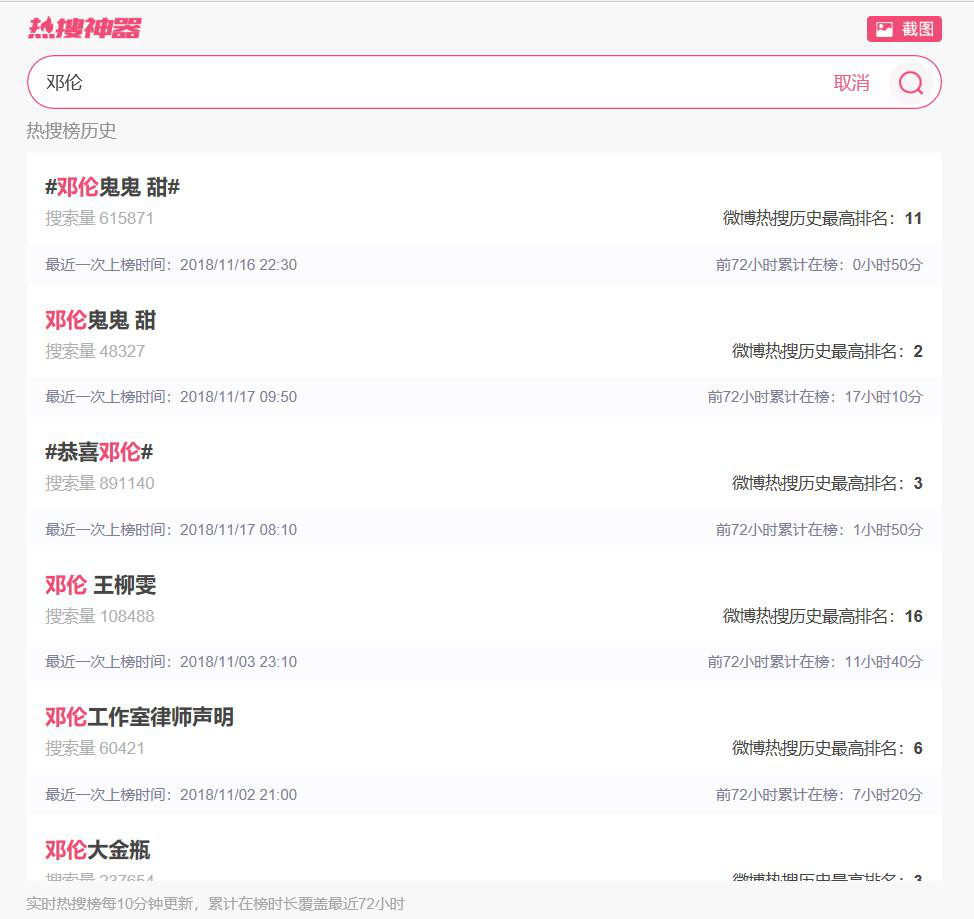 热搜神器
截图
邓伦
取消
热搜榜历史
#邓伦鬼鬼 甜#
搜索量 615871
微博热搜历史最高排名：11
最近一次上榜时间：2018/11/16 22:30
前72小时累计在榜：0小时50分
邓伦鬼鬼 甜
搜索量 48327
微博热搜历史最高排名：2
最近一次上榜时间：2018/11/17 09:50
前72小时累计在榜：17小时10分
#恭喜邓伦#
搜索量 891140
微博热搜历史最高排名：3
最近一次上榜时间：2018/11/17 08:10
前72小时累计在榜：1小时50分
邓伦 王柳雯
搜索量 108488
微博热搜历史最高排名：16
最近一次上榜时间：2018/11/03 23:10
前72小时累计在榜：11小时40分
邓伦工作室律师声明
搜索量 60421
微博热搜历史最高排名：6
最近一次上榜时间：2018/11/02 21:00
前72小时累计在榜：7小时20分
邓伦大金瓶
搜索量 237654
微博热搜历史最高排名：3
实时热搜榜每10分钟更新，累计在榜时长覆盖最近72小时